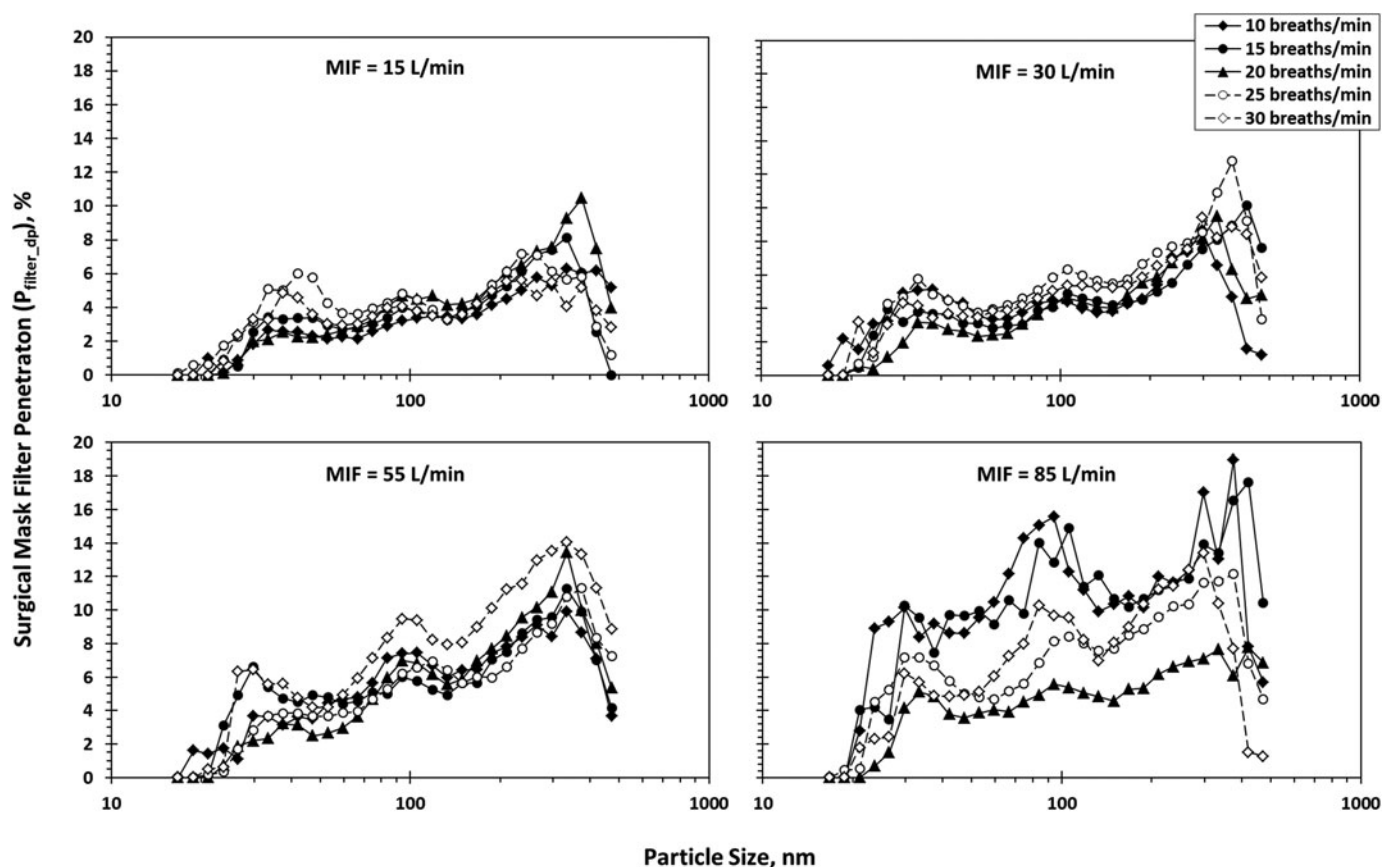 10 breaths/min
15 breaths/min
20 breaths/min
25 breaths/min
30 breaths/min
MIF = 15 L/min
MIF = 30 L/min
20
18
16
14
12
10
8
6
4
2
0
10 100 1000
10 100 1000
MIF = 55 L/min
MIF = 85 L/min
20
18
16
14
12
10
8
6
4
2
0
10 100 1000
10 100 1000
Surgical Mask Filter Penetraton (Pfilter_dp), %
Particle Size, nm